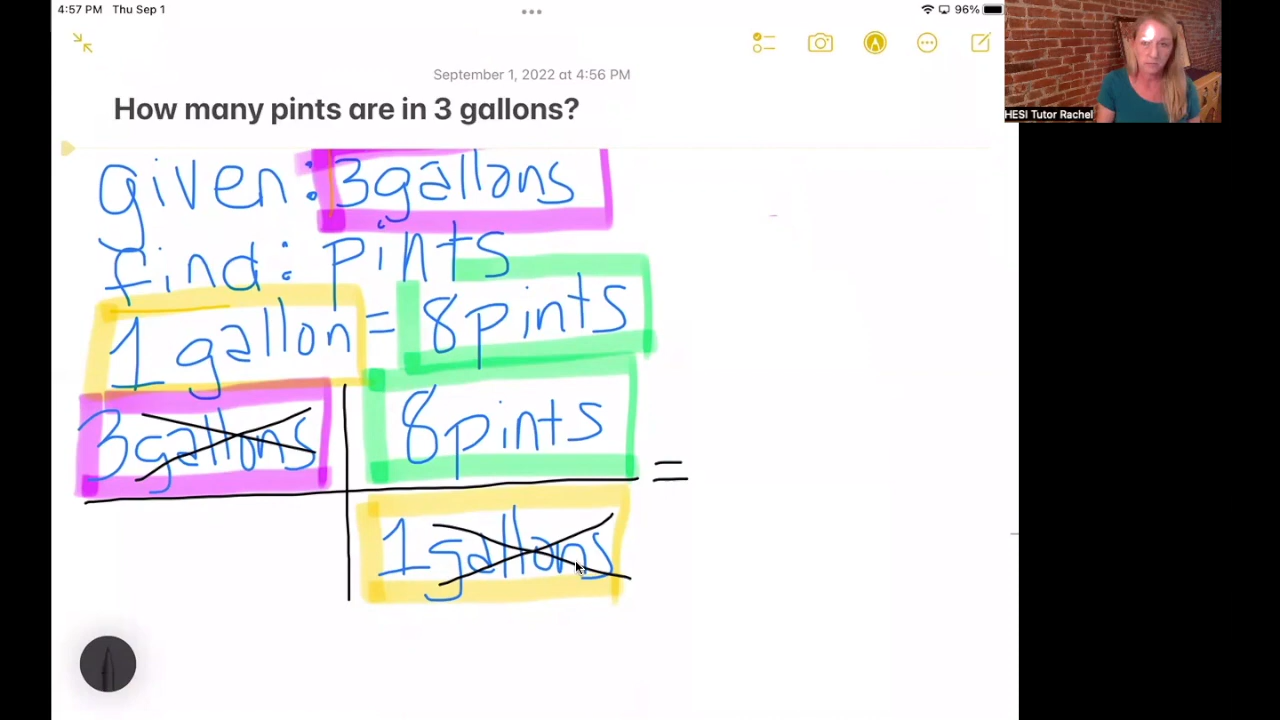 4:57 PM Thu Sep 1
96%
September 1, 2022 at 4:56 PM
How many pints are in 3 gallons?
HESI Tutor Rachel
given: 3gallons
find: pints
1 gallon = 8pints
3gallons 8pints =
1gallons